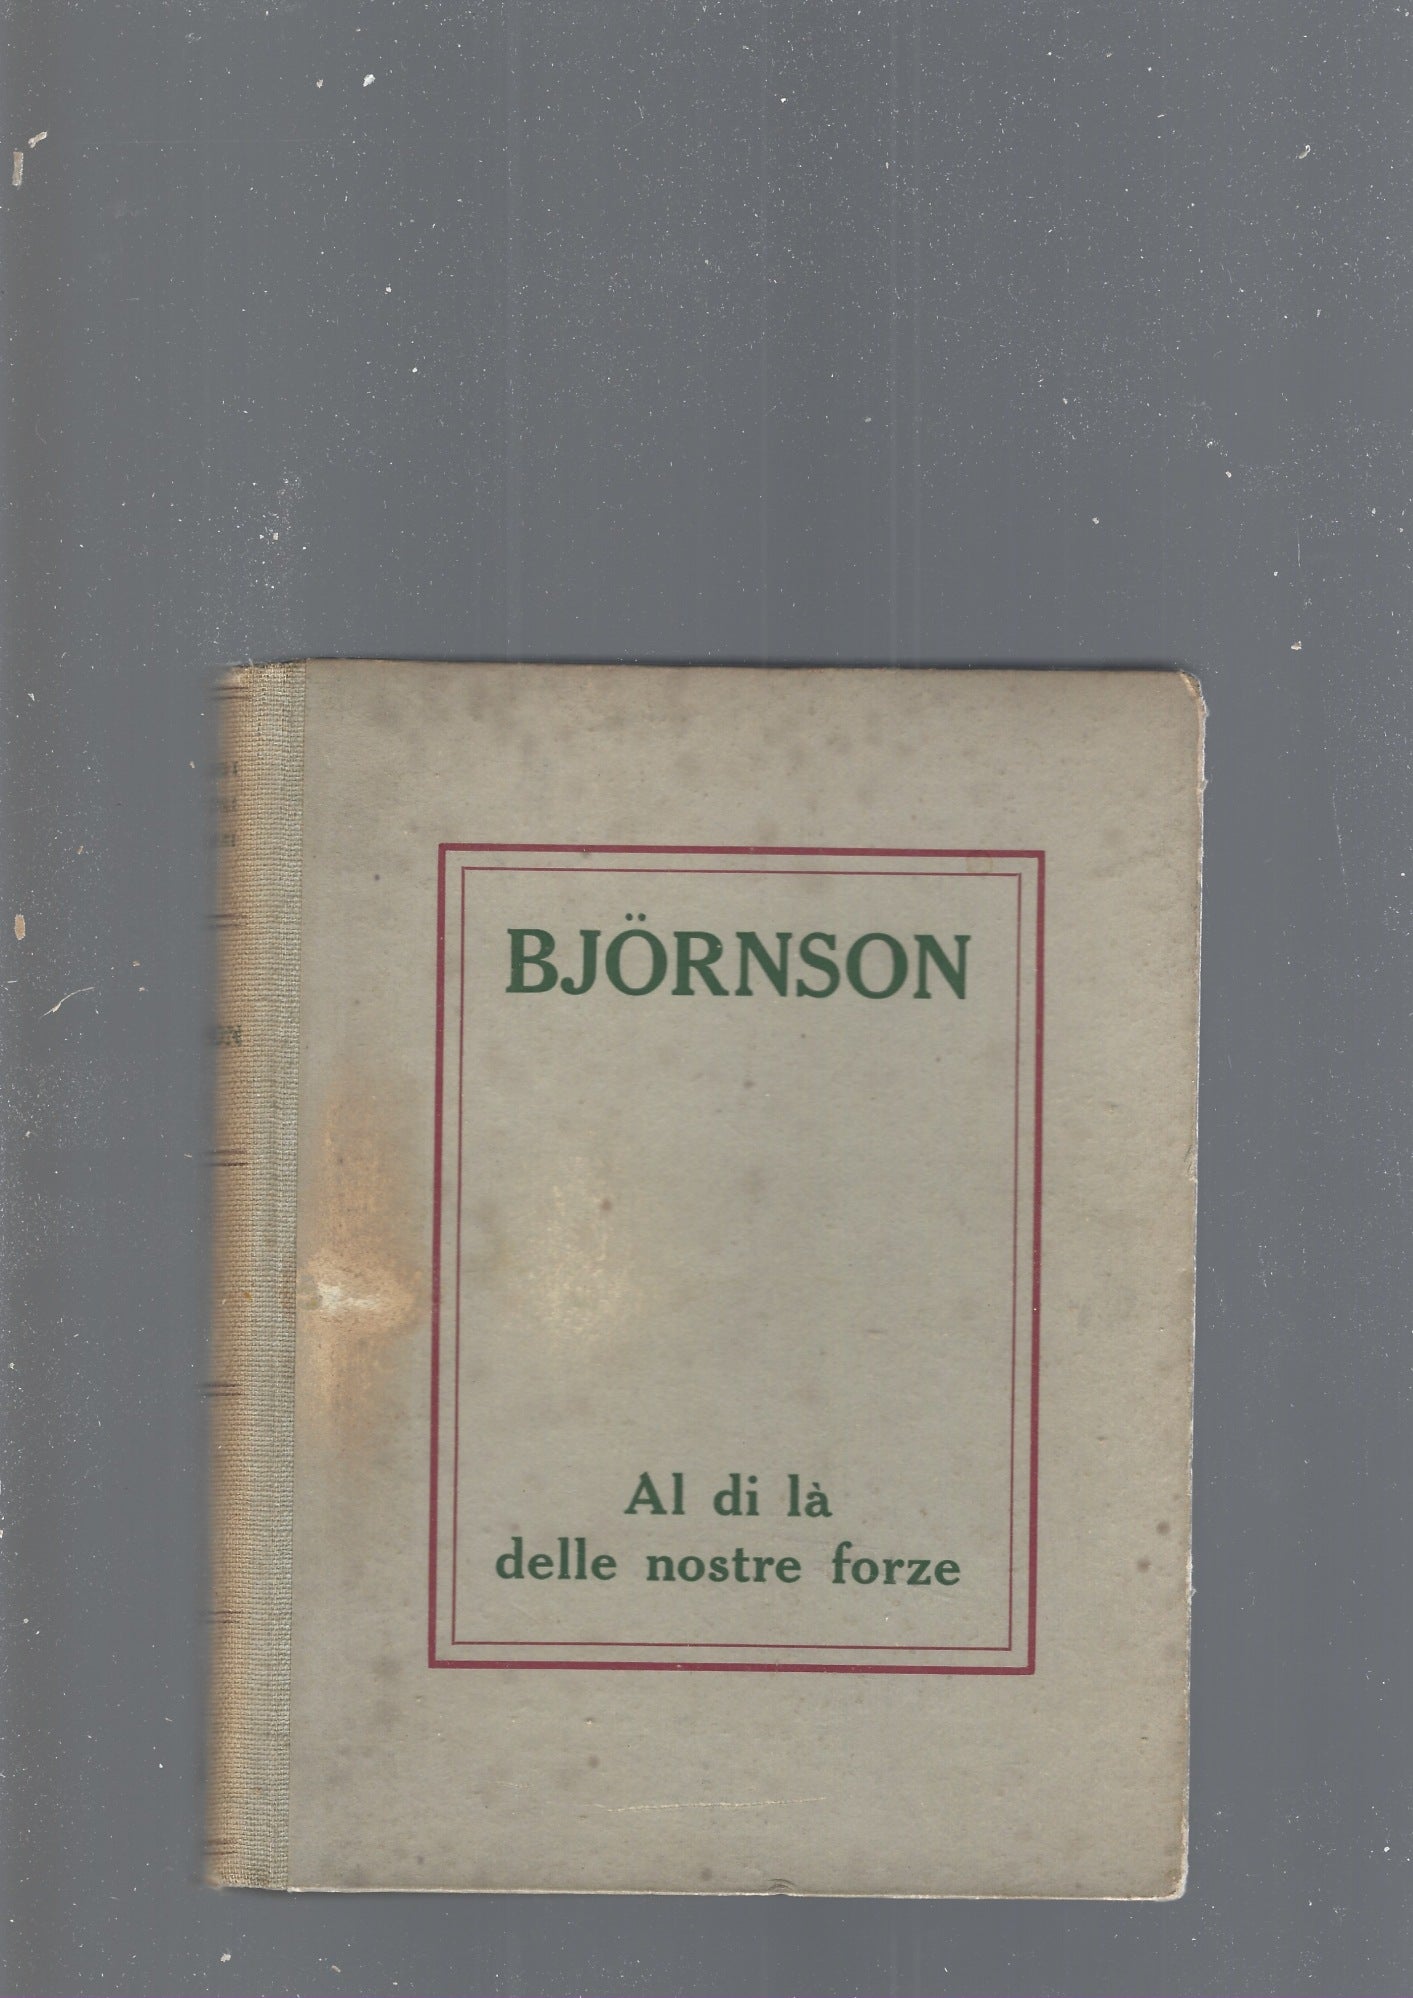 BJÖRNSON
Al di là
delle nostre forze